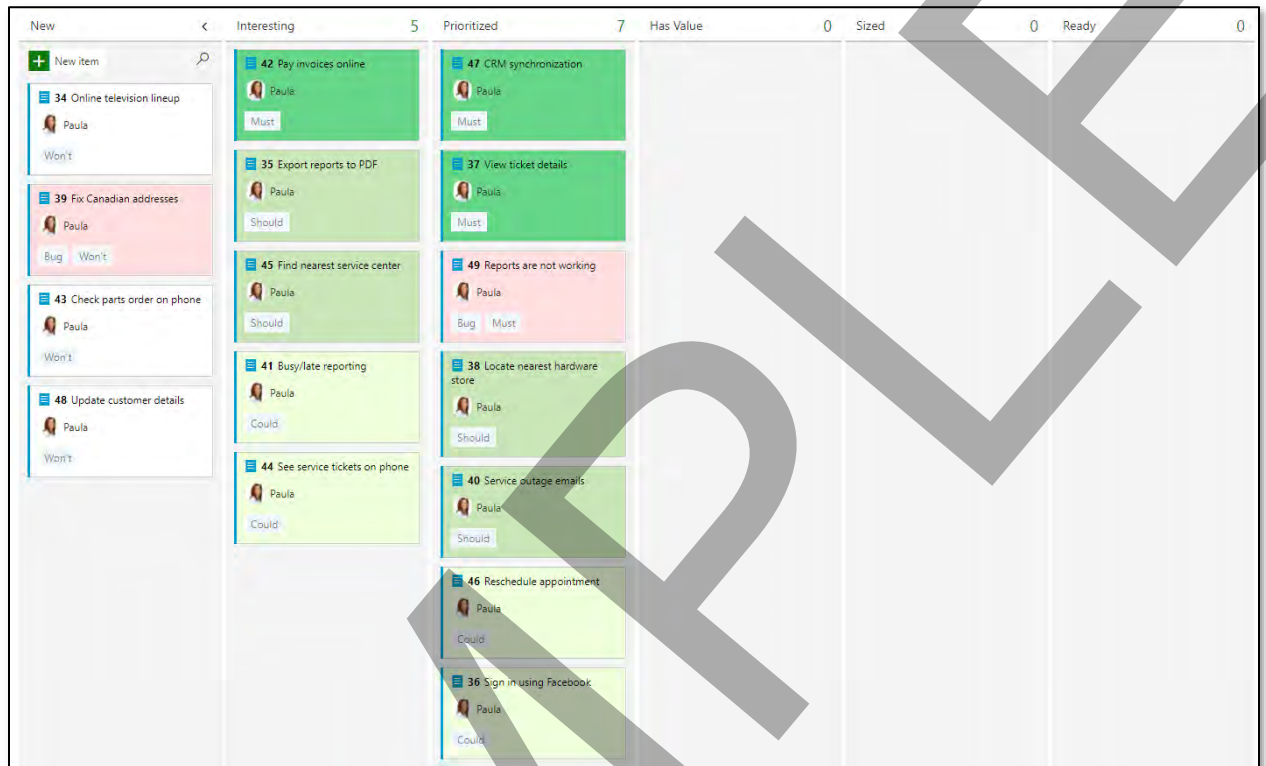 New <
Interesting 5
Prioritized 7
Has Value 0
Sized 0
Ready 0
+ New item
34 Online television lineup
Paula
Won't
39 Fix Canadian addresses
Paula
Bug Won't
43 Check parts order on phone
Paula
Won't
48 Update customer details
Paula
Won't
42 Pay invoices online
Paula
Must
35 Export reports to PDF
Paula
Should
45 Find nearest service center
Paula
Should
41 Busy/late reporting
Paula
Could
44 See service tickets on phone
Paula
Could
47 CRM synchronization
Paula
Must
37 View ticket details
Paula
Must
49 Reports are not working
Paula
Bug Must
38 Locate nearest hardware
store
Paula
Should
40 Service outage emails
Paula
Should
46 Reschedule appointment
Paula
Could
36 Sign in using Facebook
Paula
Could
MPLE